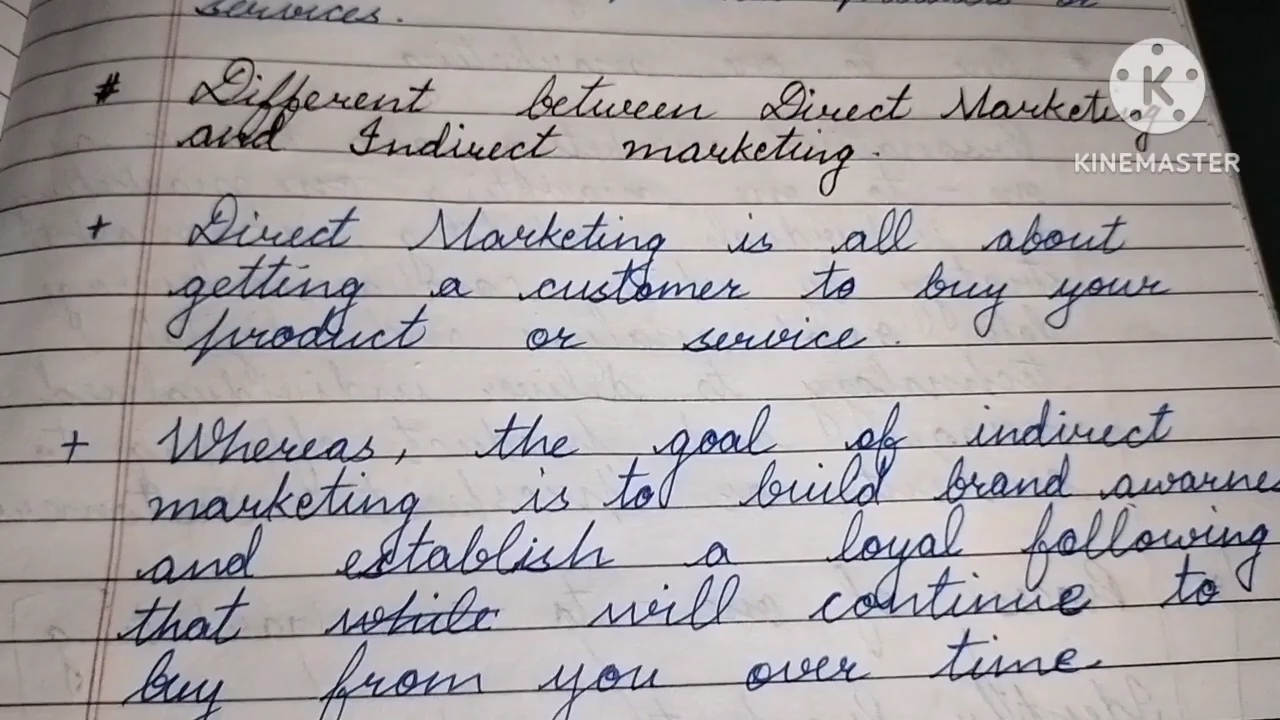 services.
# Different between Direct Marketing
and Indirect marketing.
+ Direct Marketing is all about
getting a customer to buy your
product or service.
+ Whereas, the goal of indirect
marketing is to build brand awarne
and establish a loyal following
that while will continue to
buy from you over time.
K
KINEMASTER